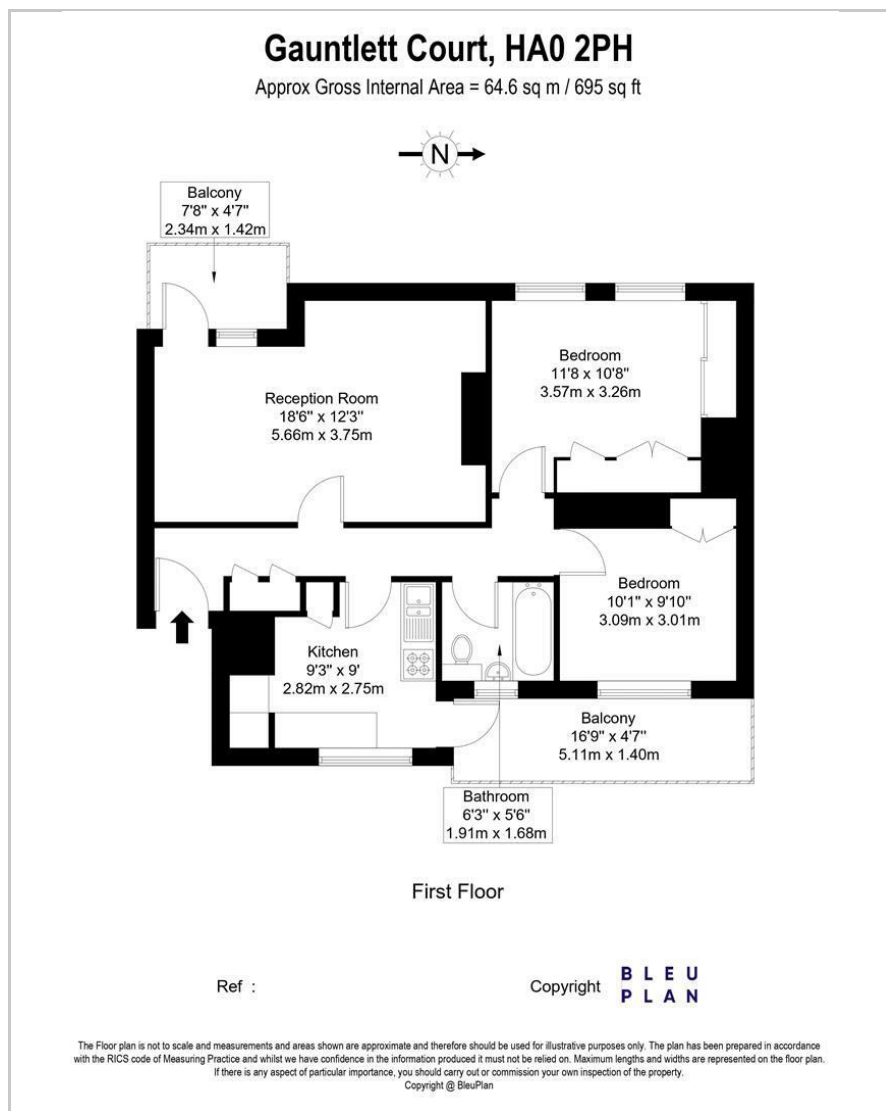 Gauntlett Court, HA0 2PH
Approx Gross Internal Area = 64.6 sq m / 695 sq ft
N
Balcony
7'8" x 4'7"
2.34m x 1.42m
Reception Room
18'6" x 12'3"
5.66m x 3.75m
Bedroom
11'8 x 10'8"
3.57m x 3.26m
Bedroom
10'1" x 9'10"
3.09m x 3.01m
Kitchen
9'3" x 9'
2.82m x 2.75m
Balcony
16'9" x 4'7"
5.11m x 1.40m
Bathroom
6'3" x 5'6"
1.91m x 1.68m
First Floor
Ref :
Copyright
BLEU
PLAN
The Floor plan is not to scale and measurements and areas shown are approximate and therefore should be used for illustrative purposes only. The plan has been prepared in accordance
with the RICS code of Measuring Practice and whilst we have confidence in the information produced it must not be relied on. Maximum lengths and widths are represented on the floor plan.
If there is any aspect of particular importance, you should carry out or commission your own inspection of the property.
Copyright @ BleuPlan